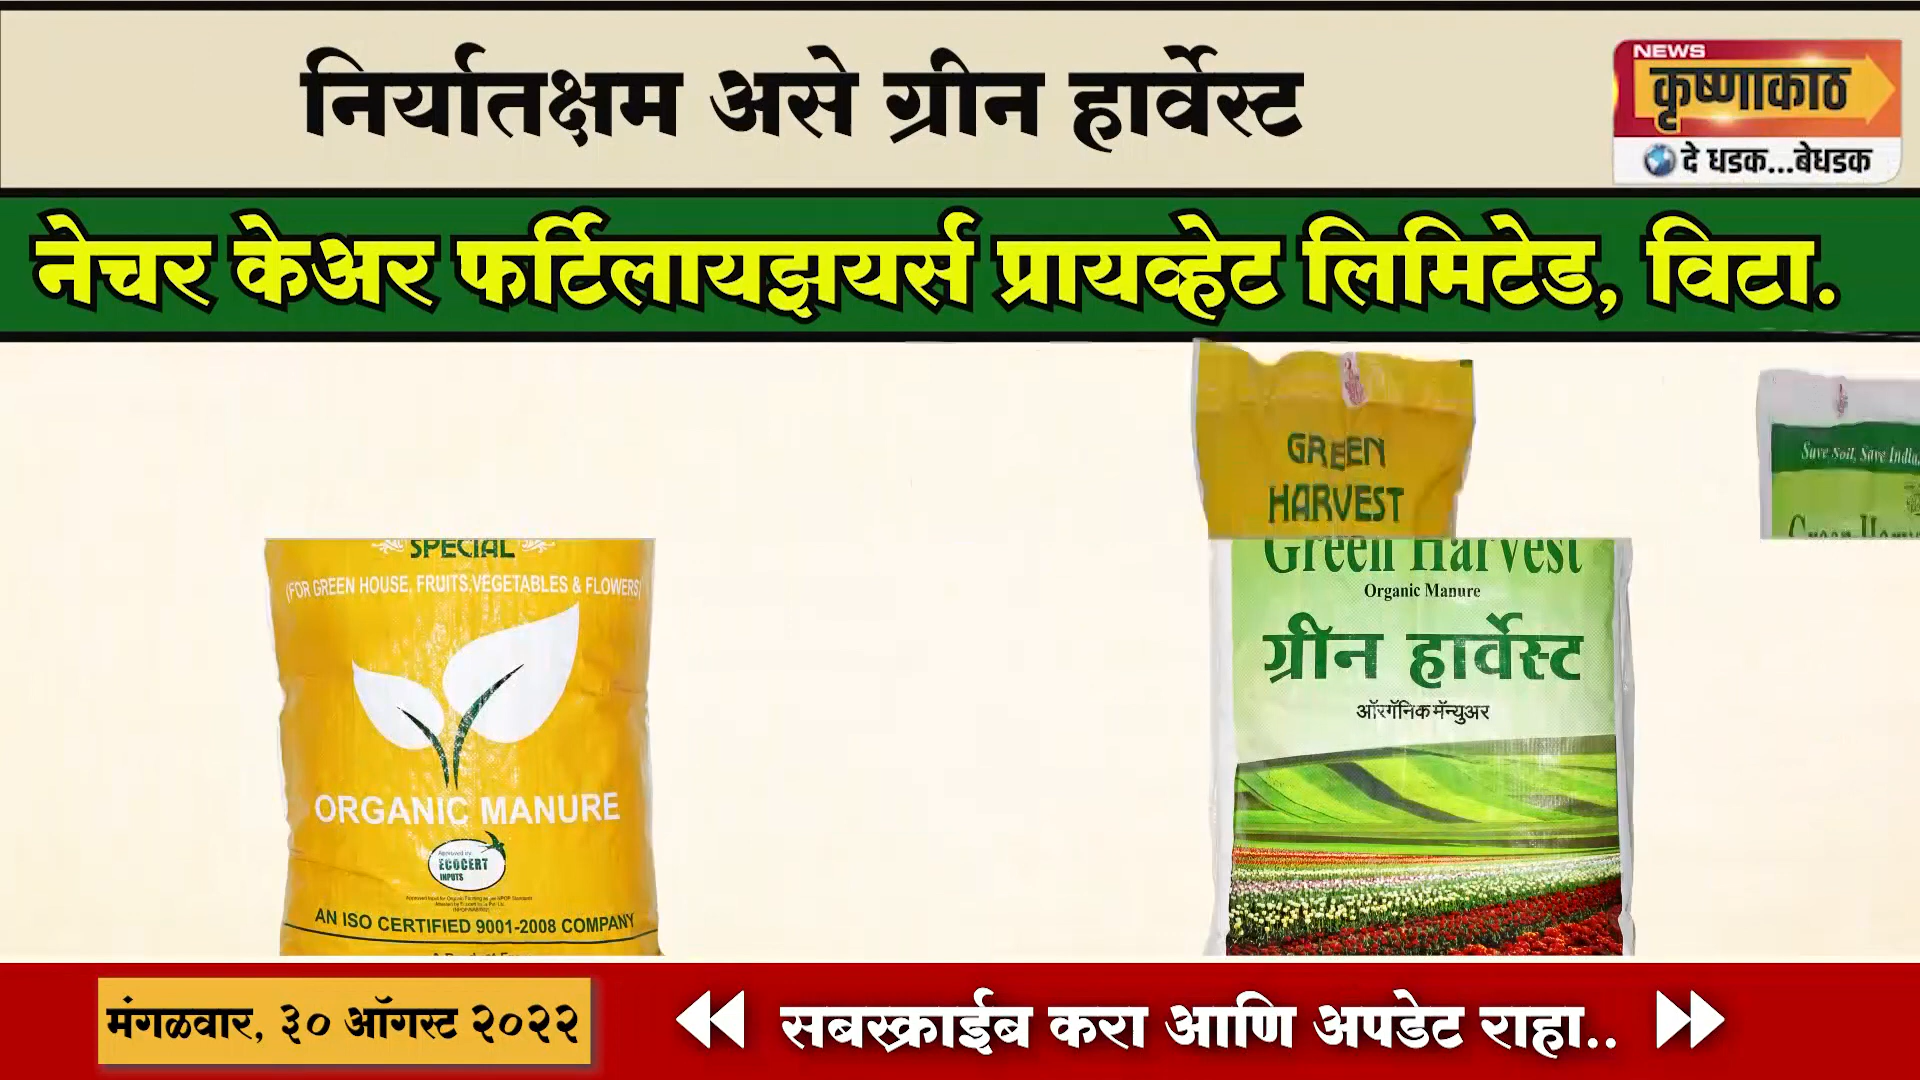 निर्यातक्षम असे ग्रीन हार्वेस्ट
NEWS
कृष्णाकाठ
दे धडक...बेधडक
नेचर केअर फर्टिलायझयर्स प्रायव्हेट लिमिटेड, विटा.
GREEN
HARVEST
Save Soil, Save India
SPECIAL
(FOR GREEN HOUSE, FRUITS,VEGETABLES & FLOWERS)
ORGANIC MANURE
ECOCERT
INPUTS
AN ISO CERTIFIED 9001-2008 COMPANY
Green Harvest
Organic Manure
ग्रीन हार्वेस्ट
ऑरगॅनिक मॅन्युअर
मंगळवार, ३० ऑगस्ट २०२२
सबस्क्राईब करा आणि अपडेट राहा..